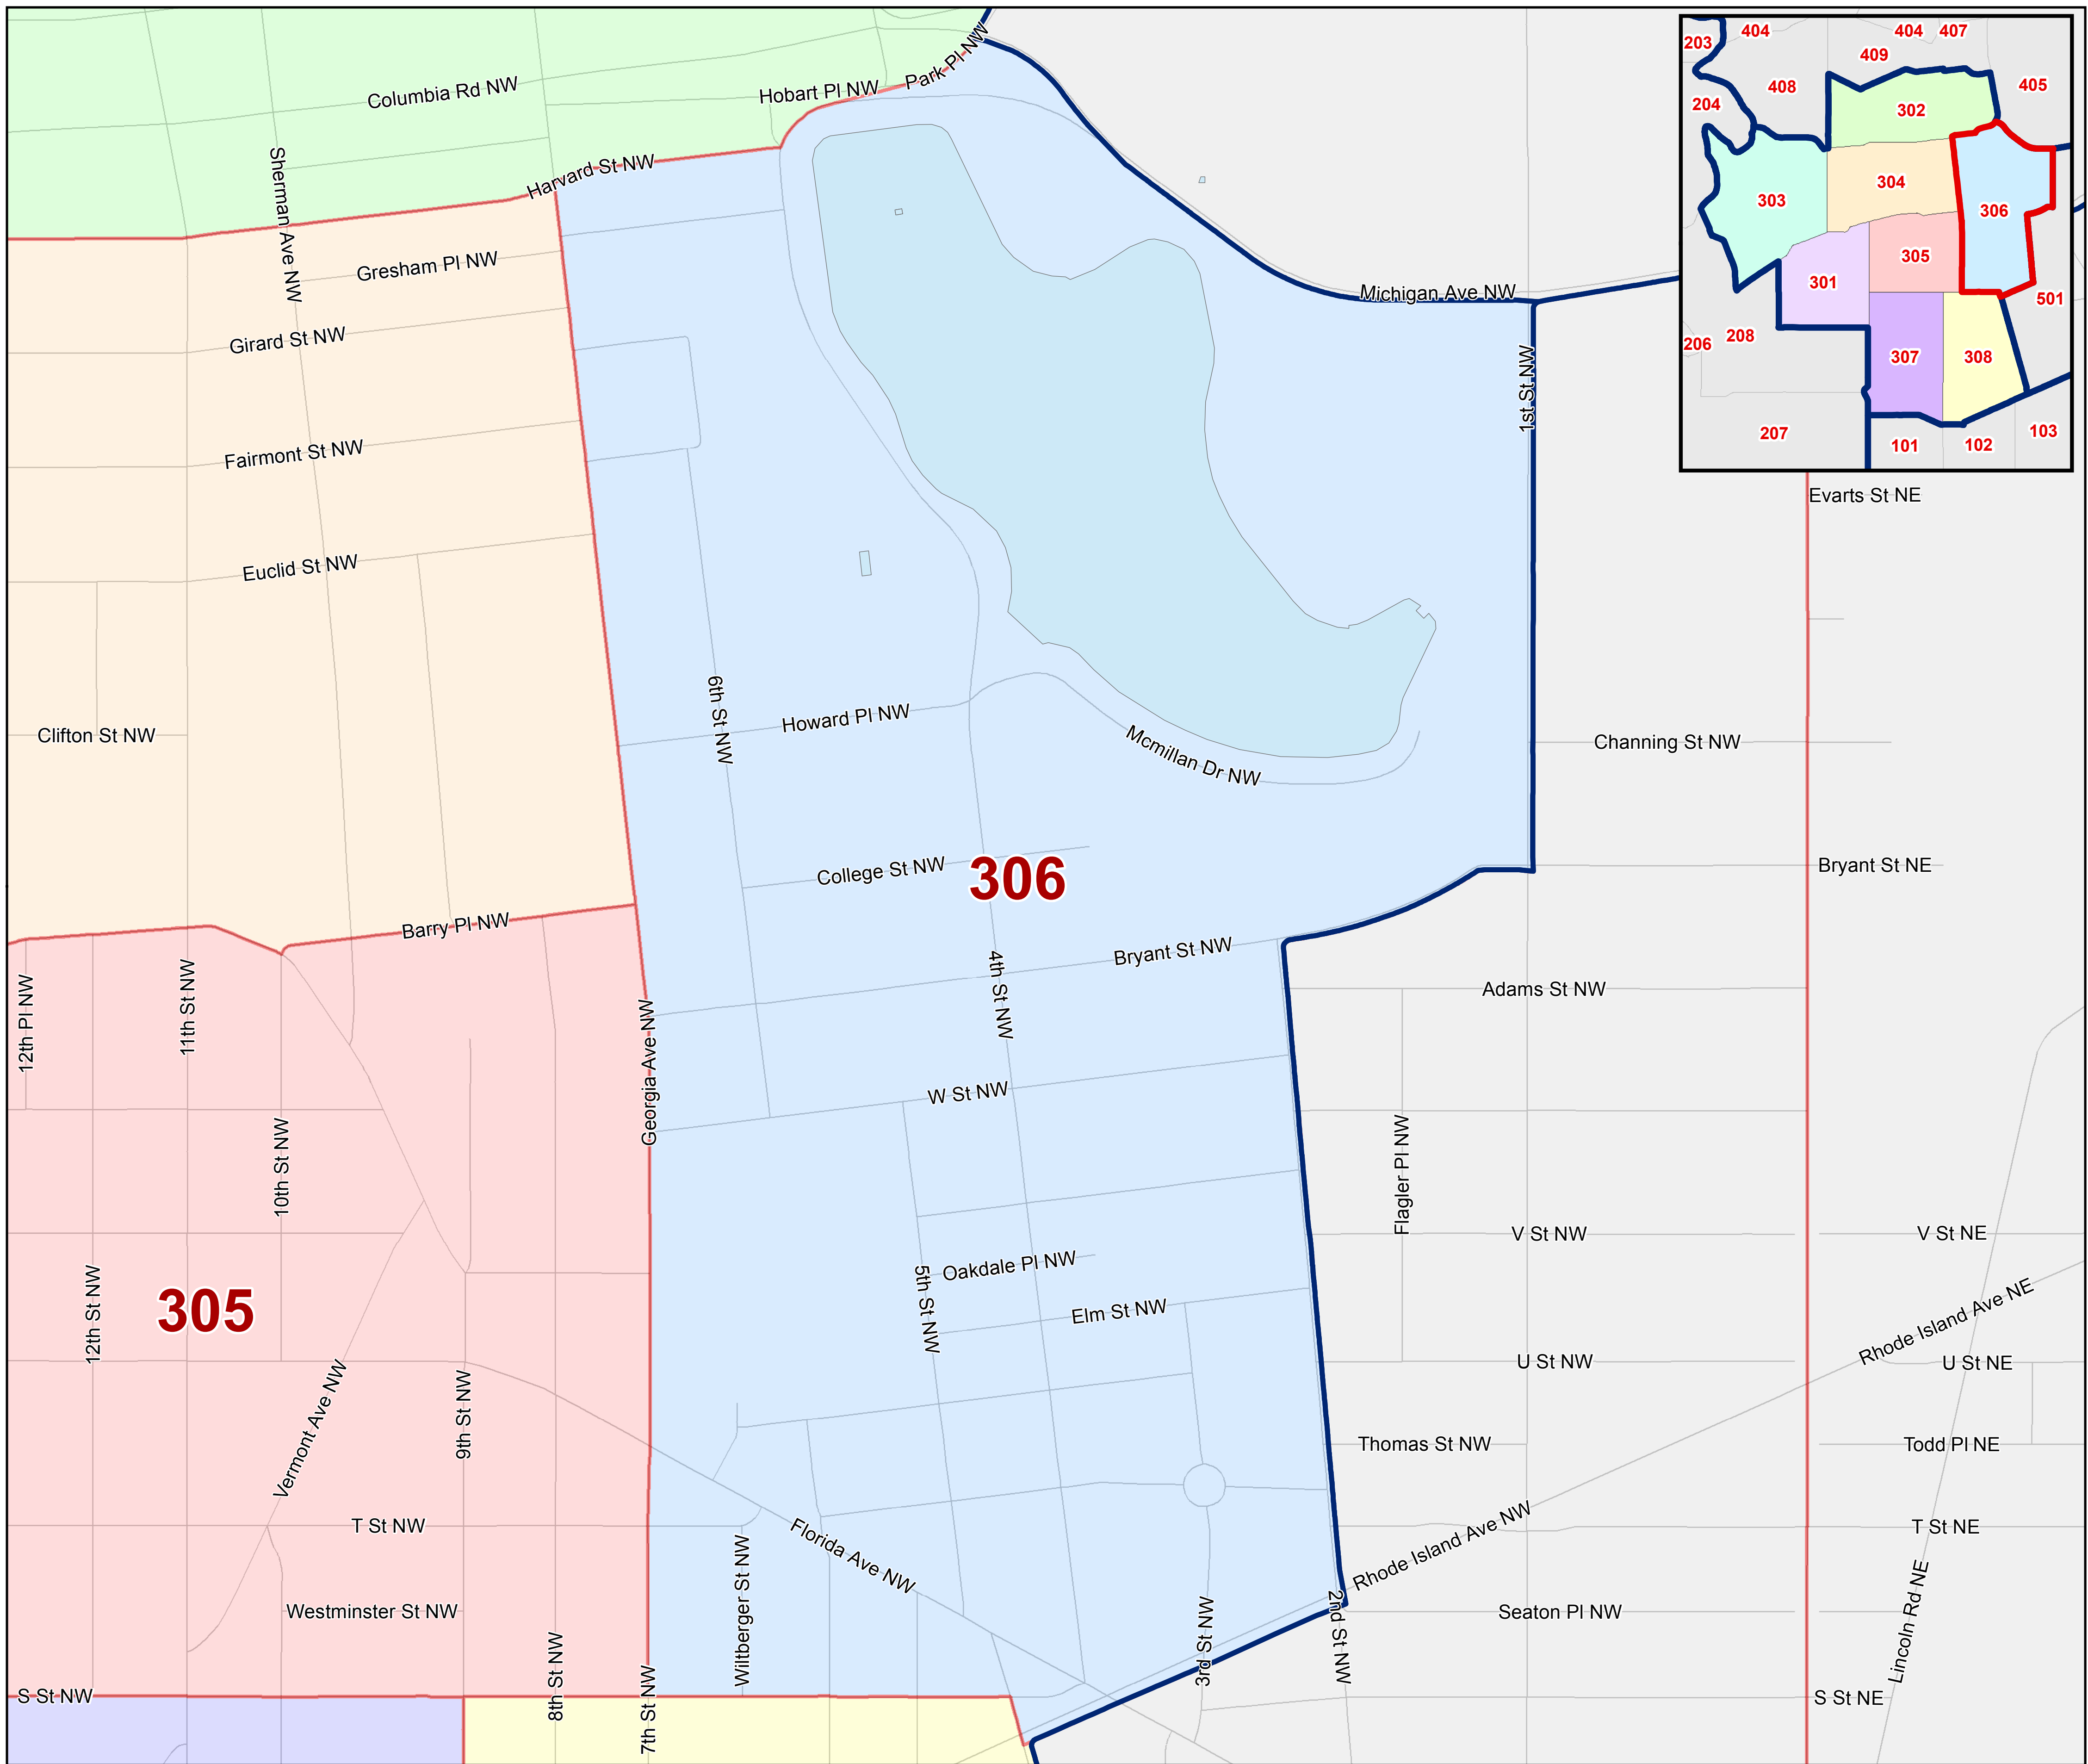 Columbia Rd NW
Hobart Pl NW
Park Pl NW
Harvard St NW
Sherman Ave NW
Gresham Pl NW
Girard St NW
Fairmont St NW
Euclid St NW
Clifton St NW
Michigan Ave NW
1st St NW
6th St NW
Howard Pl NW
Mcmillan Dr NW
College St NW
306
Barry Pl NW
Bryant St NW
4th St NW
12th Pl NW
11th St NW
10th St NW
Georgia Ave NW
W St NW
305
12th St NW
Vermont Ave NW
9th St NW
5th St NW
Oakdale Pl NW
Elm St NW
T St NW
Florida Ave NW
Wiltberger St NW
Westminster St NW
8th St NW
7th St NW
S St NW
3rd St NW
2nd St NW
Evarts St NE
Channing St NW
Bryant St NE
Adams St NW
Flagler Pl NW
V St NW
V St NE
Rhode Island Ave NE
U St NW
U St NE
Thomas St NW
Todd Pl NE
Rhode Island Ave NW
T St NE
Seaton Pl NW
Lincoln Rd NE
S St NE
203
404
404
407
409
408
405
204
302
303
304
306
305
301
501
206
208
307
308
207
101
102
103